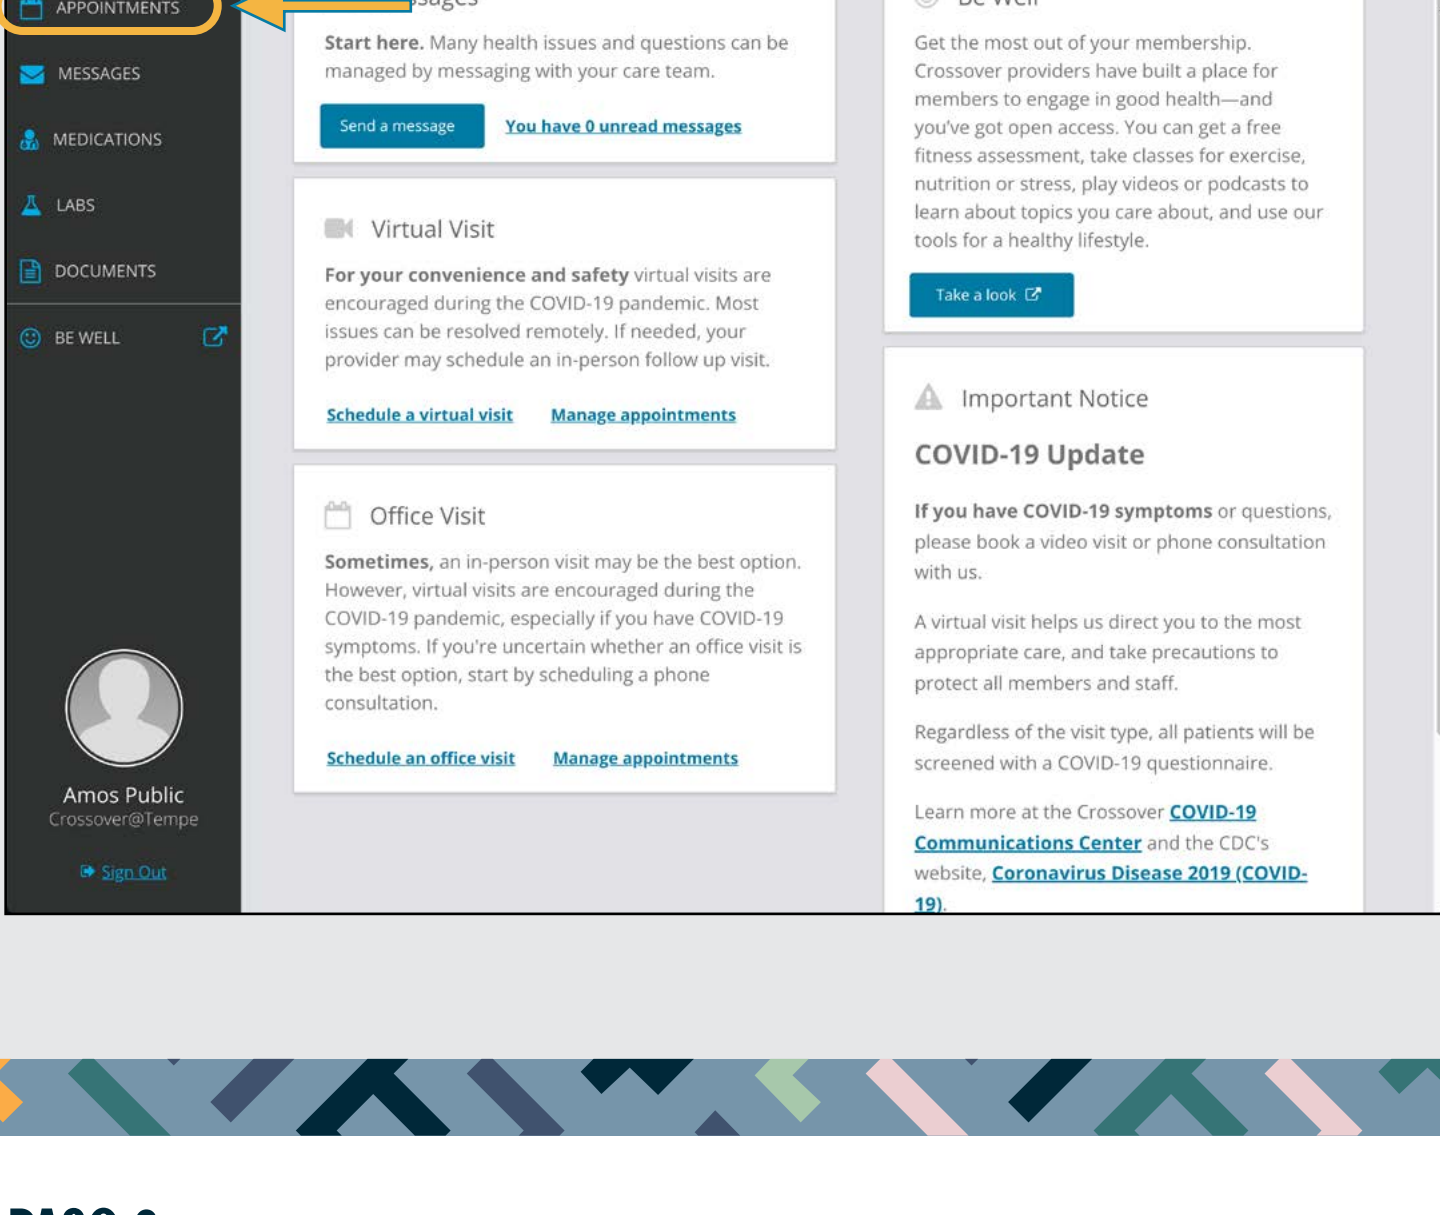 APPOINTMENTS
MESSAGES
MEDICATIONS
LABS
DOCUMENTS
BE WELL
Amos Public
Crossover@Tempe
Sign Out
Start here. Many health issues and questions can be
managed by messaging with your care team.
Send a message
You have 0 unread messages
Virtual Visit
For your convenience and safety virtual visits are
encouraged during the COVID-19 pandemic. Most
issues can be resolved remotely. If needed, your
provider may schedule an in-person follow up visit.
Schedule a virtual visit
Manage appointments
Office Visit
Sometimes, an in-person visit may be the best option.
However, virtual visits are encouraged during the
COVID-19 pandemic, especially if you have COVID-19
symptoms. If you're uncertain whether an office visit is
the best option, start by scheduling a phone
consultation.
Schedule an office visit
Manage appointments
Be Well
Get the most out of your membership.
Crossover providers have built a place for
members to engage in good health—and
you've got open access. You can get a free
fitness assessment, take classes for exercise,
nutrition or stress, play videos or podcasts to
learn about topics you care about, and use our
tools for a healthy lifestyle.
Take a look
Important Notice
COVID-19 Update
If you have COVID-19 symptoms or questions,
please book a video visit or phone consultation
with us.
A virtual visit helps us direct you to the most
appropriate care, and take precautions to
protect all members and staff.
Regardless of the visit type, all patients will be
screened with a COVID-19 questionnaire.
Learn more at the Crossover COVID-19
Communications Center and the CDC's
website, Coronavirus Disease 2019 (COVID-
19).